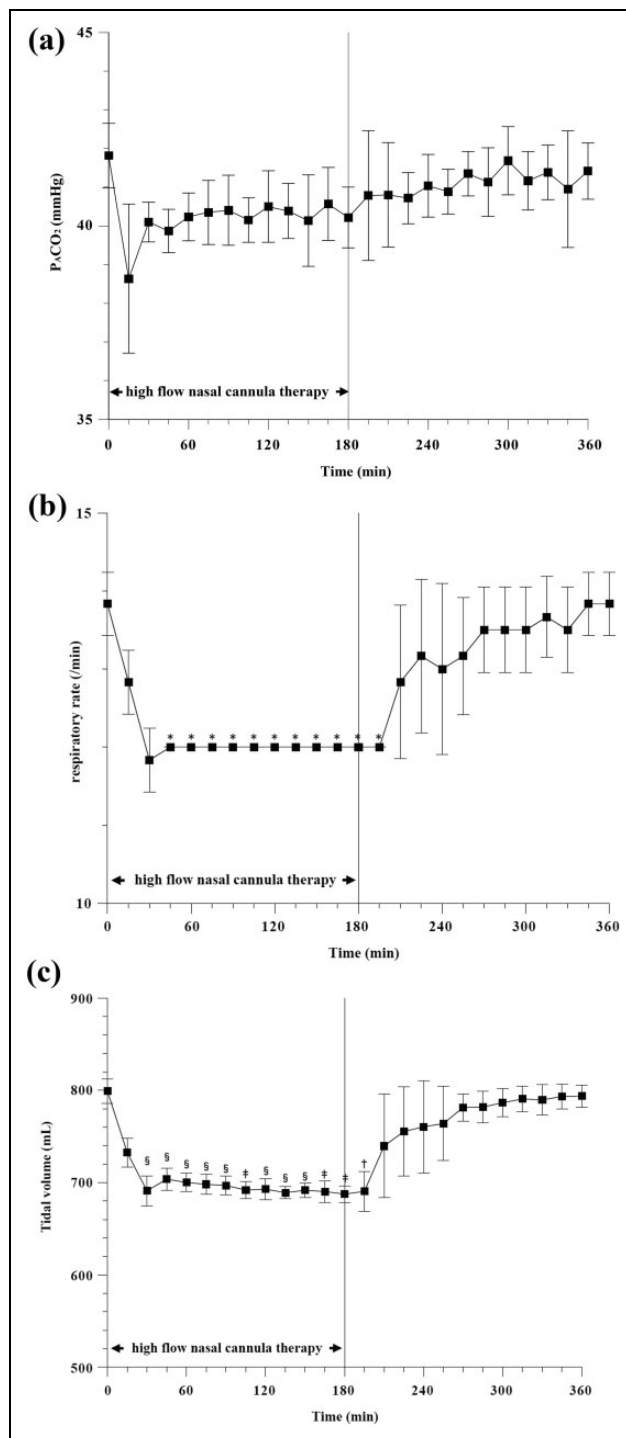 (a)
45
40
35
PACO₂ (mmHg)
high flow nasal cannula therapy
0 60 120 180 240 300 360
Time (min)
(b)
15
10
respiratory rate (/min)
* * * * * * * * * * *
high flow nasal cannula therapy
0 60 120 180 240 300 360
Time (min)
(c)
900
800
700
600
500
Tidal volume (mL)
§ § § § § ‡ § § § ‡ ‡ †
high flow nasal cannula therapy
0 60 120 180 240 300 360
Time (min)